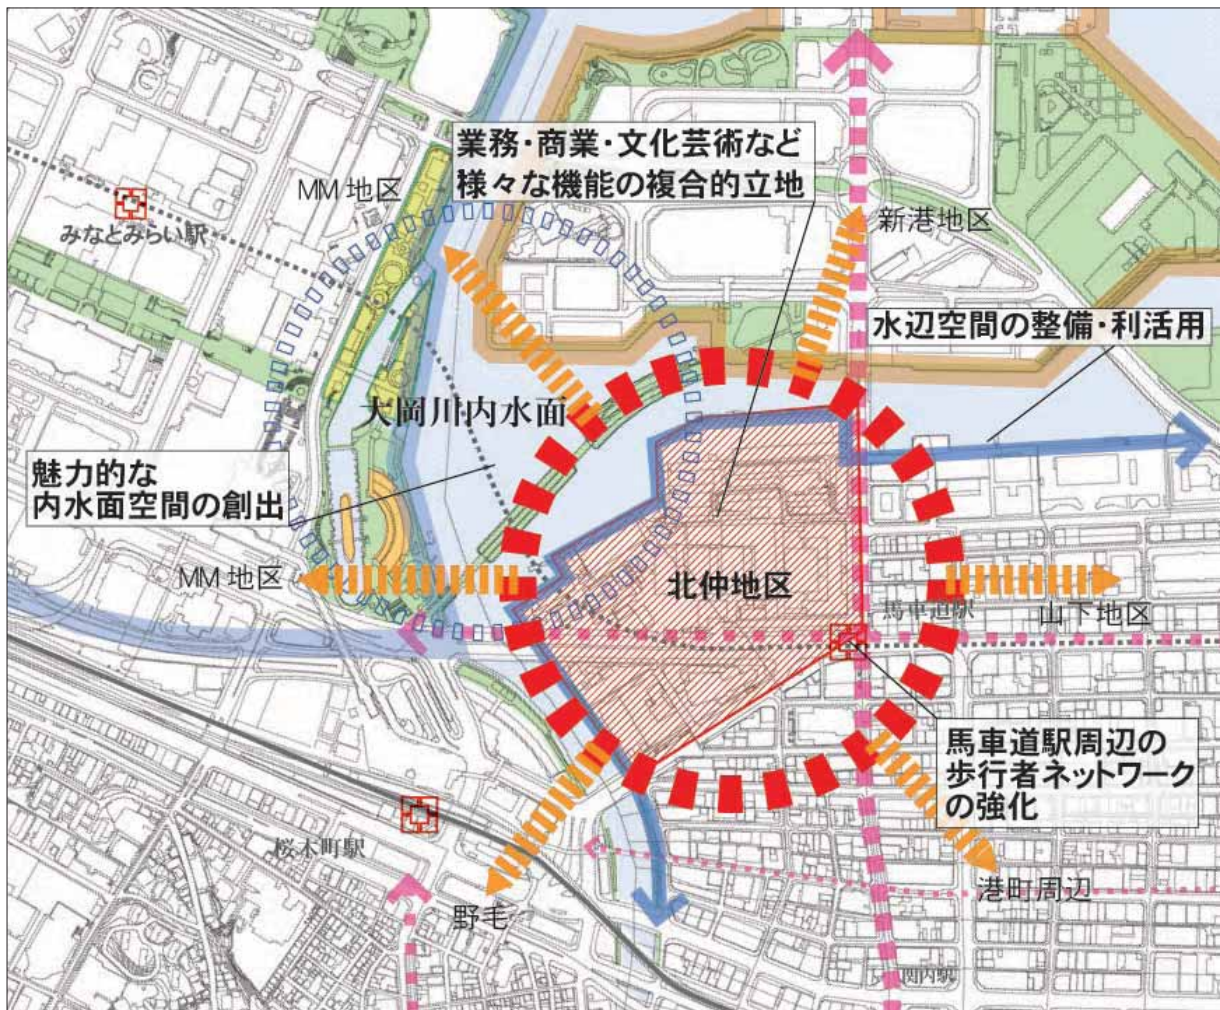 業務・商業・文化芸術など
様々な機能の複合的立地
MM 地区
みなとみらい駅
新港地区
水辺空間の整備・利活用
大岡川内水面
魅力的な
内水面空間の創出
MM 地区
北仲地区
馬車道駅
山下地区
馬車道駅周辺の
歩行者ネットワーク
の強化
桜木町駅
野毛
港町周辺
関内駅